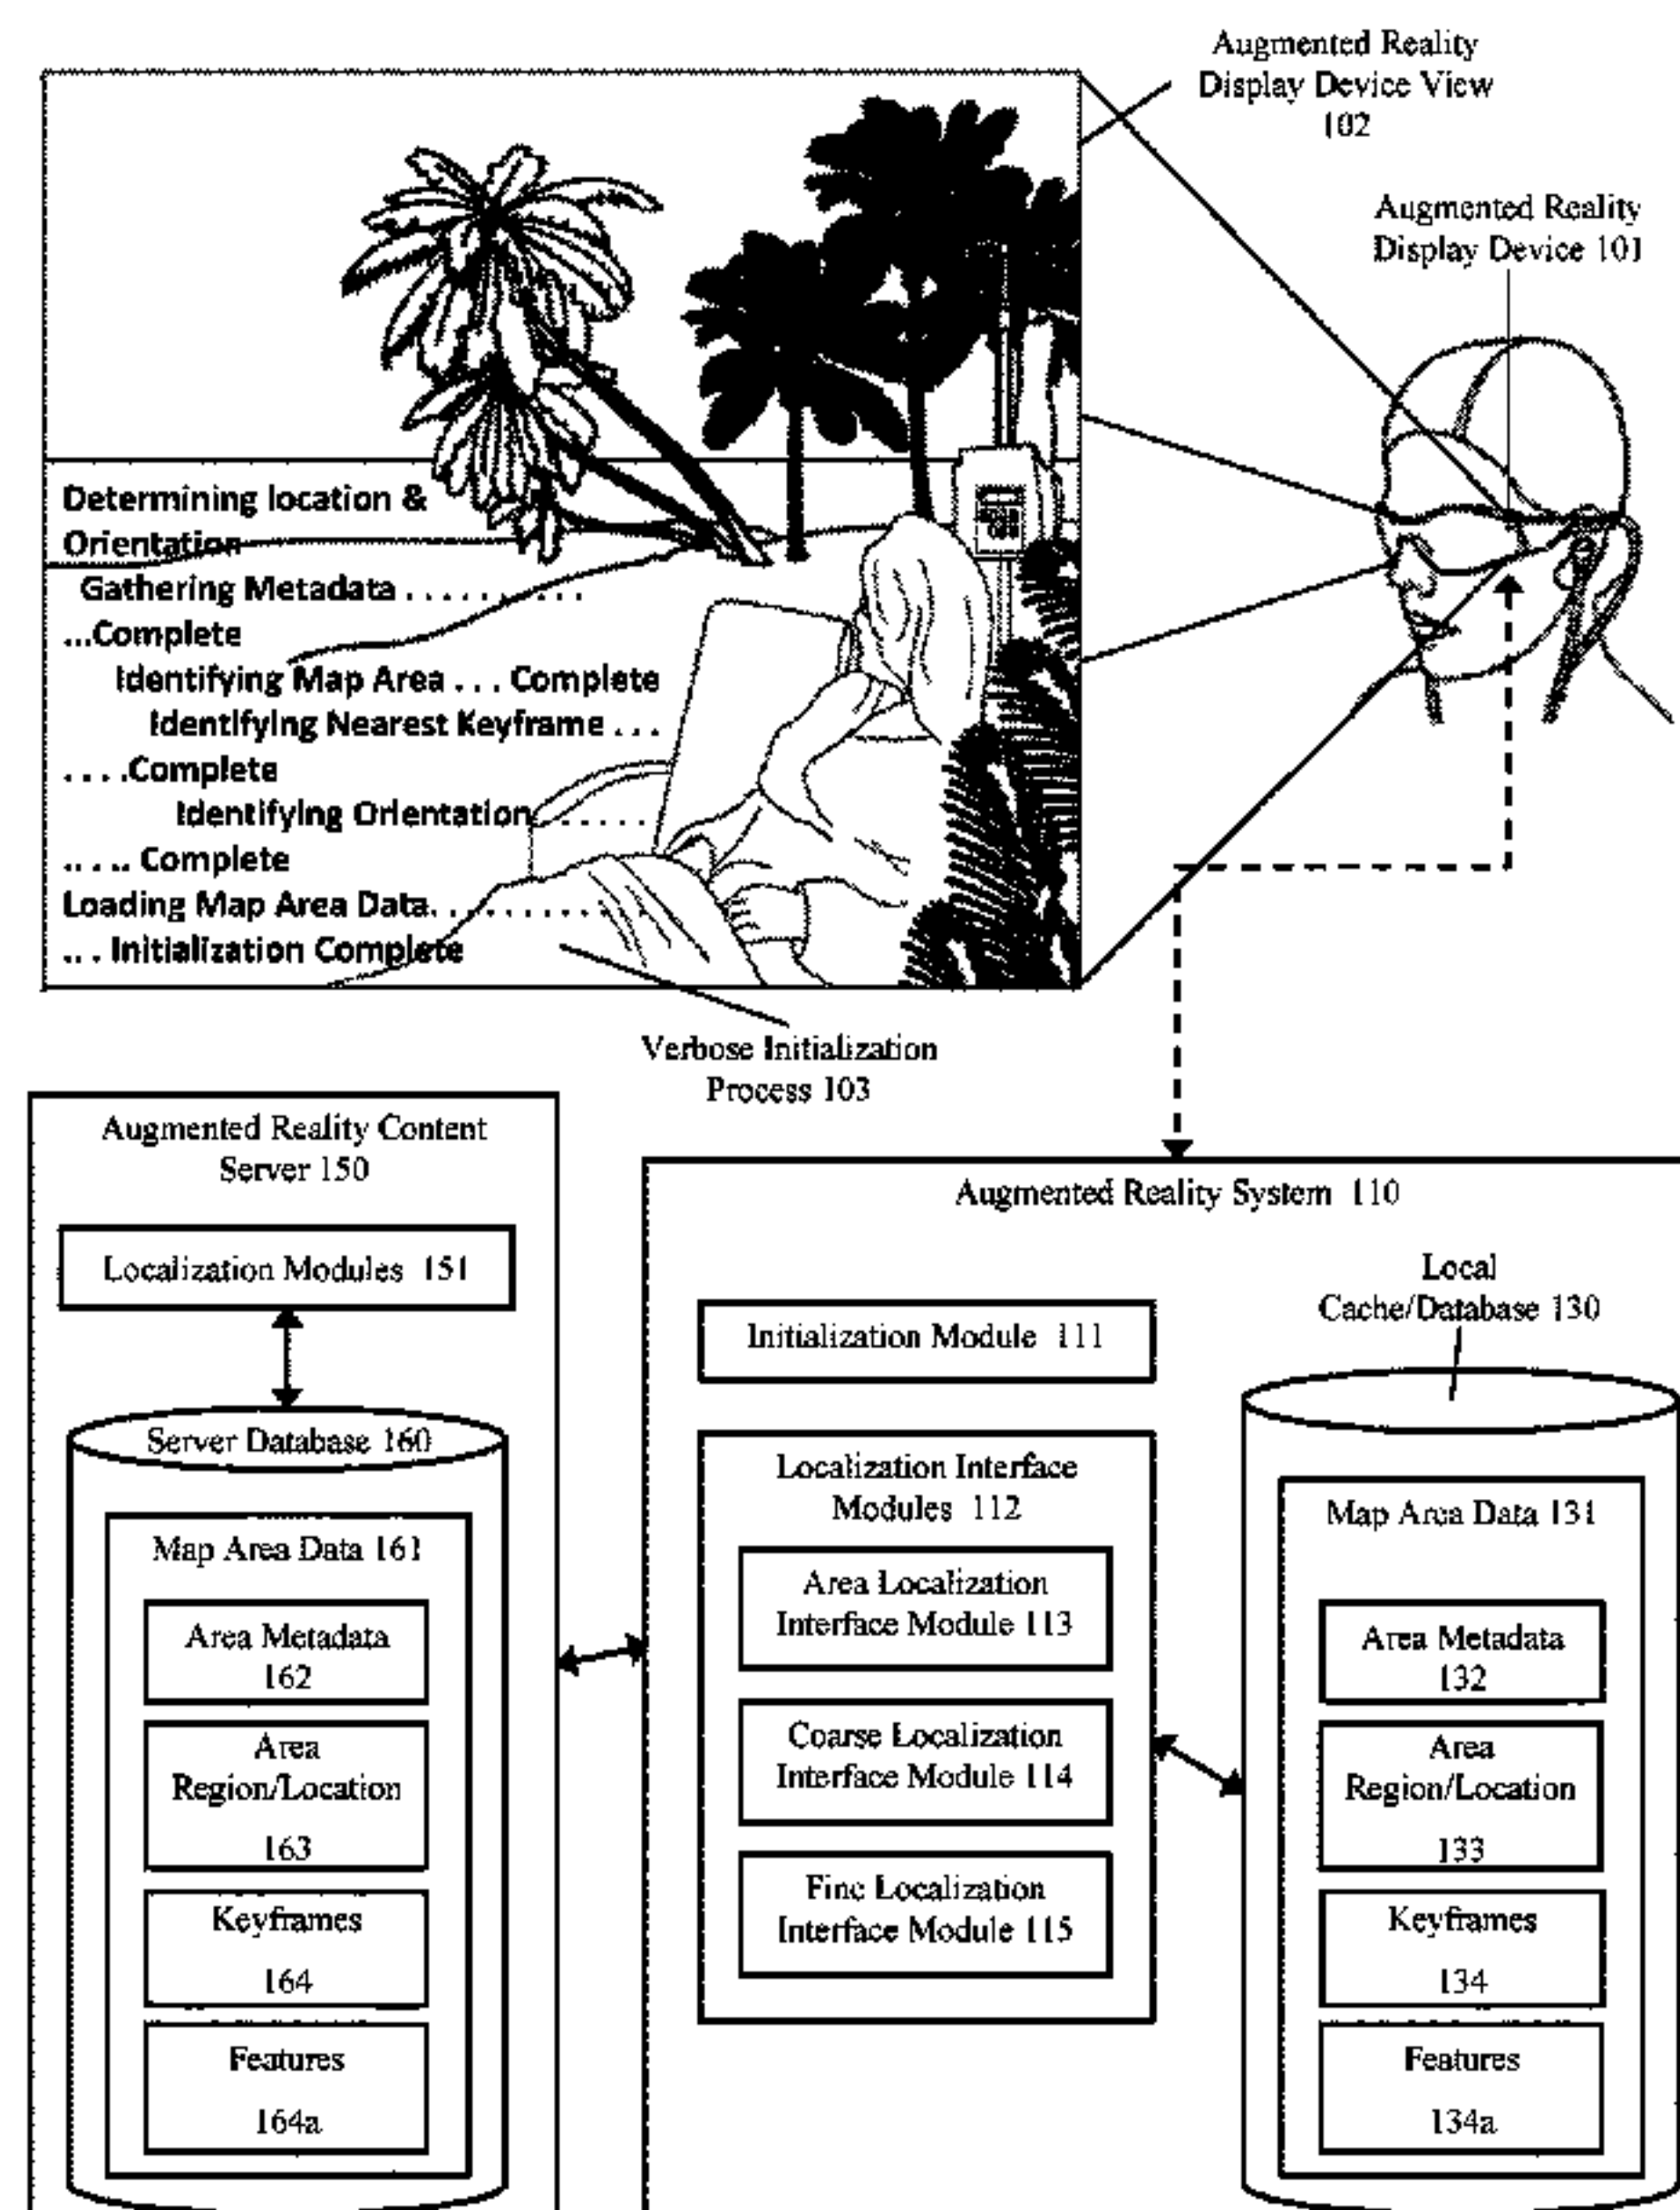 Augmented Reality
Display Device View
102
Augmented Reality
Display Device 101
Determining location &
Orientation
Gathering Metadata . . . . . . . . . .
...Complete
Identifying Map Area . . . Complete
Identifying Nearest Keyframe . . .
. . . .Complete
Identifying Orientation. . . . . . .
. . . . . Complete
Loading Map Area Data. . . . . . . . . . . .
. . . Initialization Complete
Verbose Initialization
Process 103
Augmented Reality Content
Server 150
Localization Modules 151
Server Database 160
Map Area Data 161
Area Metadata
162
Area
Region/Location
163
Keyframes
164
Features
164a
Augmented Reality System 110
Initialization Module 111
Localization Interface
Modules 112
Area Localization
Interface Module 113
Coarse Localization
Interface Module 114
Fine Localization
Interface Module 115
Local
Cache/Database 130
Map Area Data 131
Area Metadata
132
Area
Region/Location
133
Keyframes
134
Features
134a